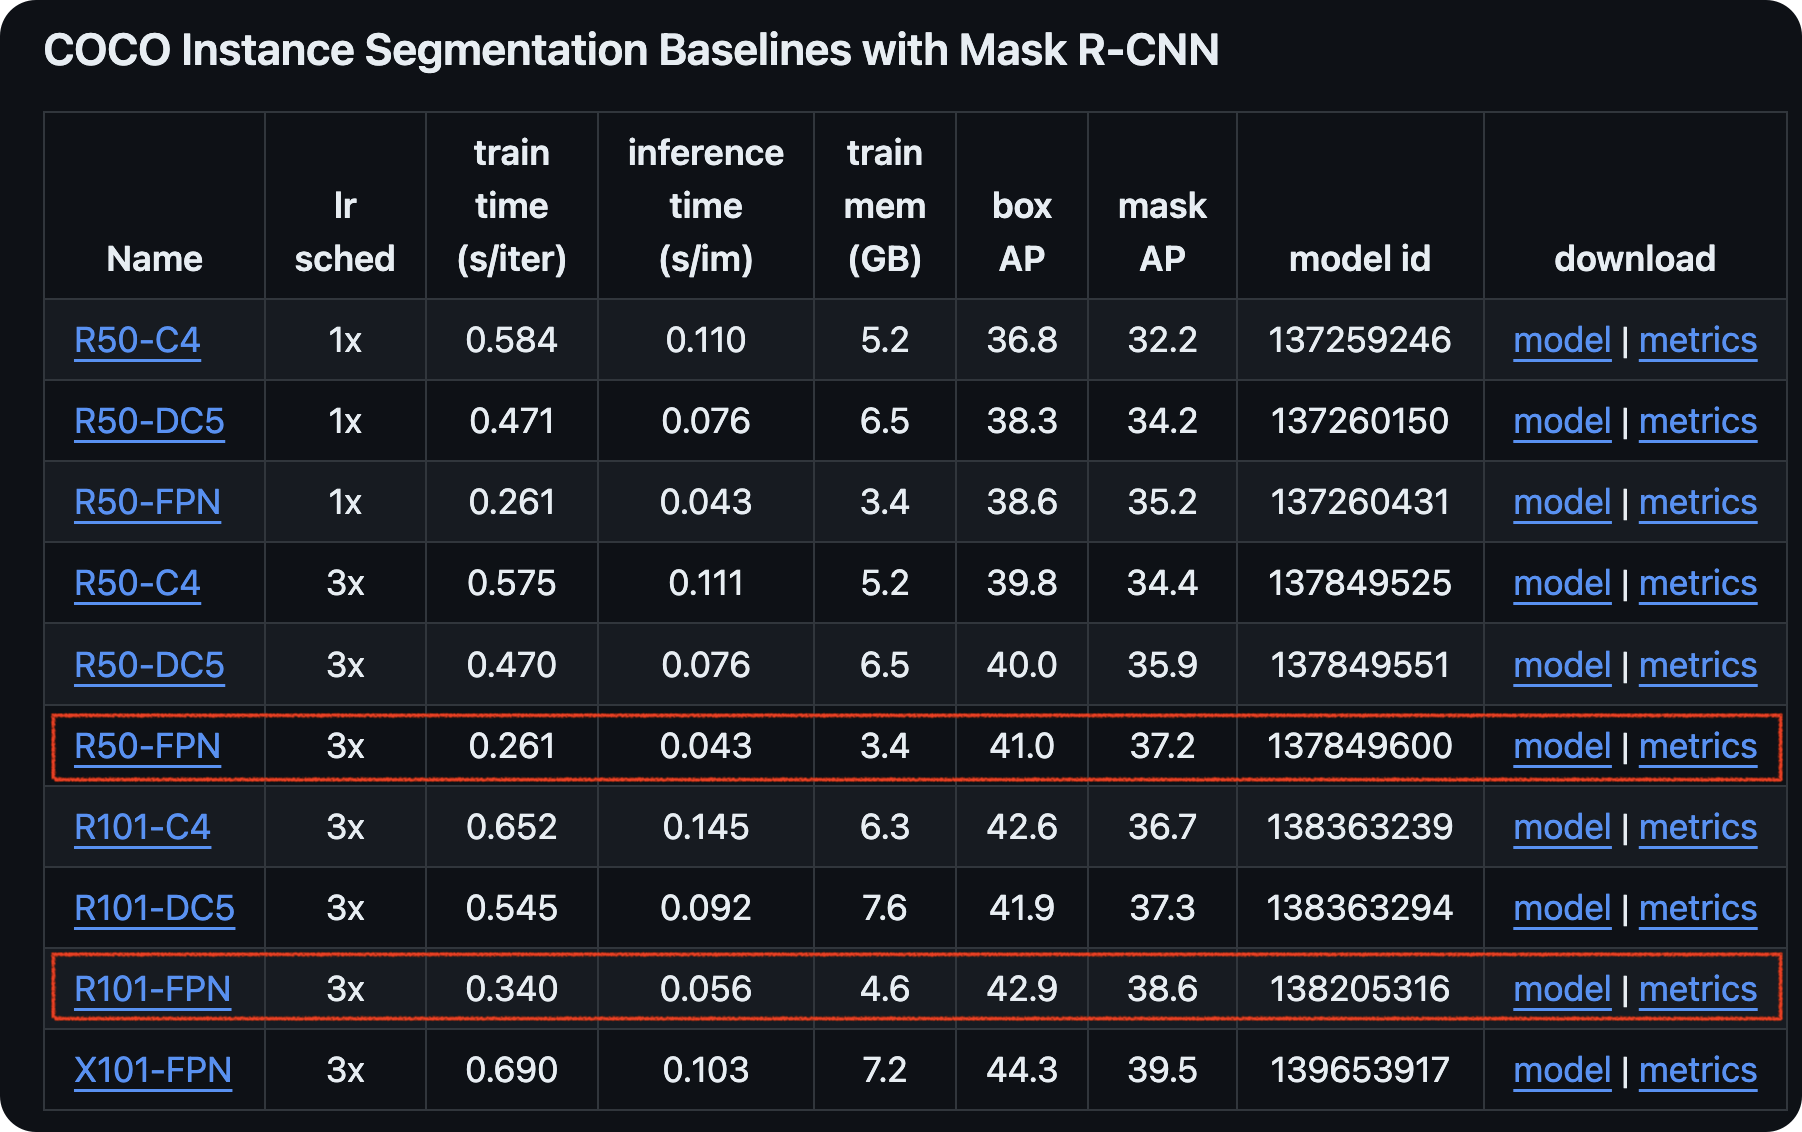 COCO Instance Segmentation Baselines with Mask R-CNN
Name lr sched train time (s/iter) inference time (s/im) train mem (GB) box AP mask AP model id download
R50-C4 1x 0.584 0.110 5.2 36.8 32.2 137259246 model | metrics
R50-DC5 1x 0.471 0.076 6.5 38.3 34.2 137260150 model | metrics
R50-FPN 1x 0.261 0.043 3.4 38.6 35.2 137260431 model | metrics
R50-C4 3x 0.575 0.111 5.2 39.8 34.4 137849525 model | metrics
R50-DC5 3x 0.470 0.076 6.5 40.0 35.9 137849551 model | metrics
R50-FPN 3x 0.261 0.043 3.4 41.0 37.2 137849600 model | metrics
R101-C4 3x 0.652 0.145 6.3 42.6 36.7 138363239 model | metrics
R101-DC5 3x 0.545 0.092 7.6 41.9 37.3 138363294 model | metrics
R101-FPN 3x 0.340 0.056 4.6 42.9 38.6 138205316 model | metrics
X101-FPN 3x 0.690 0.103 7.2 44.3 39.5 139653917 model | metrics